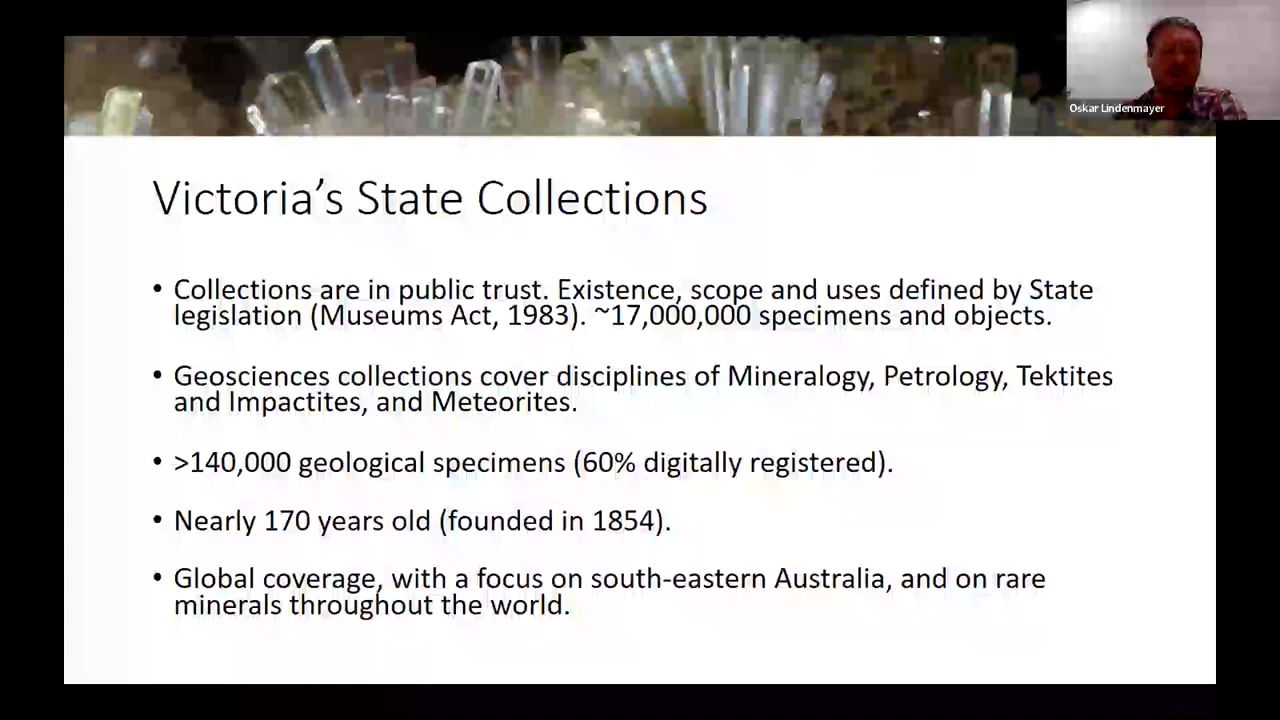 Oskar Lindenmayer
Victoria’s State Collections
• Collections are in public trust. Existence, scope and uses defined by State
legislation (Museums Act, 1983). ~17,000,000 specimens and objects.
• Geosciences collections cover disciplines of Mineralogy, Petrology, Tektites
and Impactites, and Meteorites.
• >140,000 geological specimens (60% digitally registered).
• Nearly 170 years old (founded in 1854).
• Global coverage, with a focus on south-eastern Australia, and on rare
minerals throughout the world.